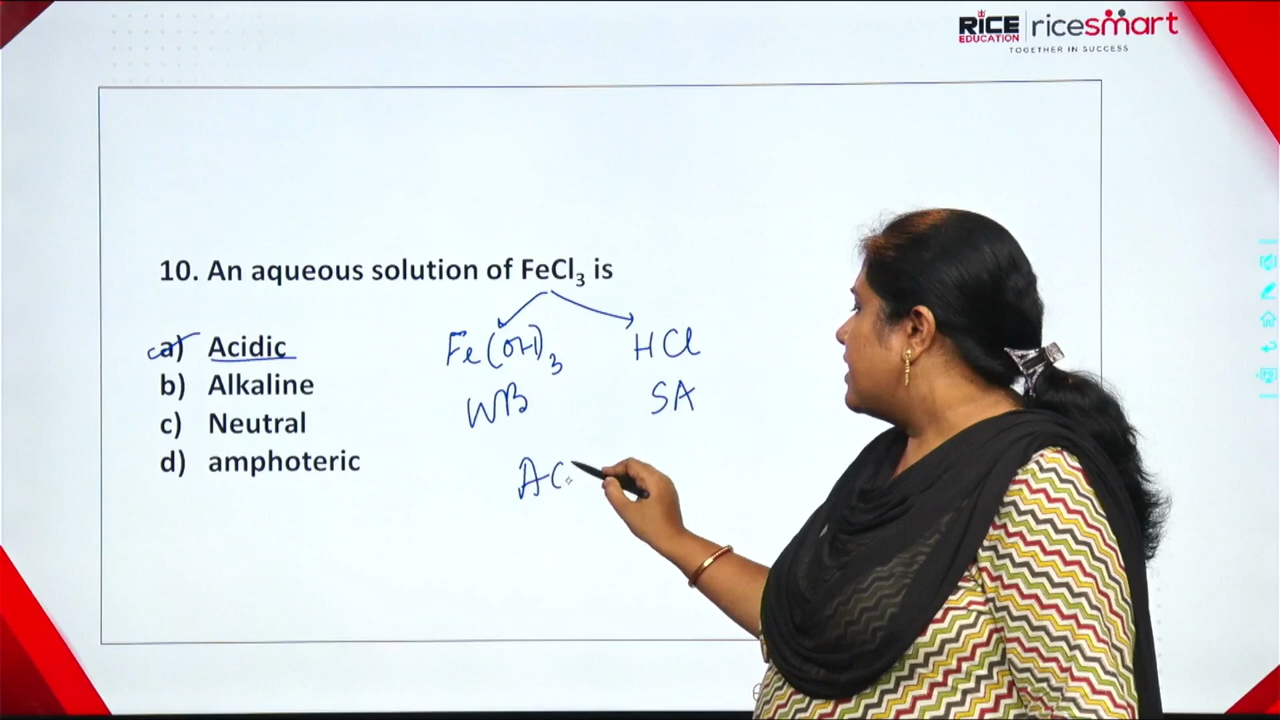 RICE EDUCATION | ricesmart
TOGETHER IN SUCCESS
10. An aqueous solution of FeCl₃ is
a) Acidic
b) Alkaline
c) Neutral
d) amphoteric
Fe(OH)₃ HCl
WB SA
AC